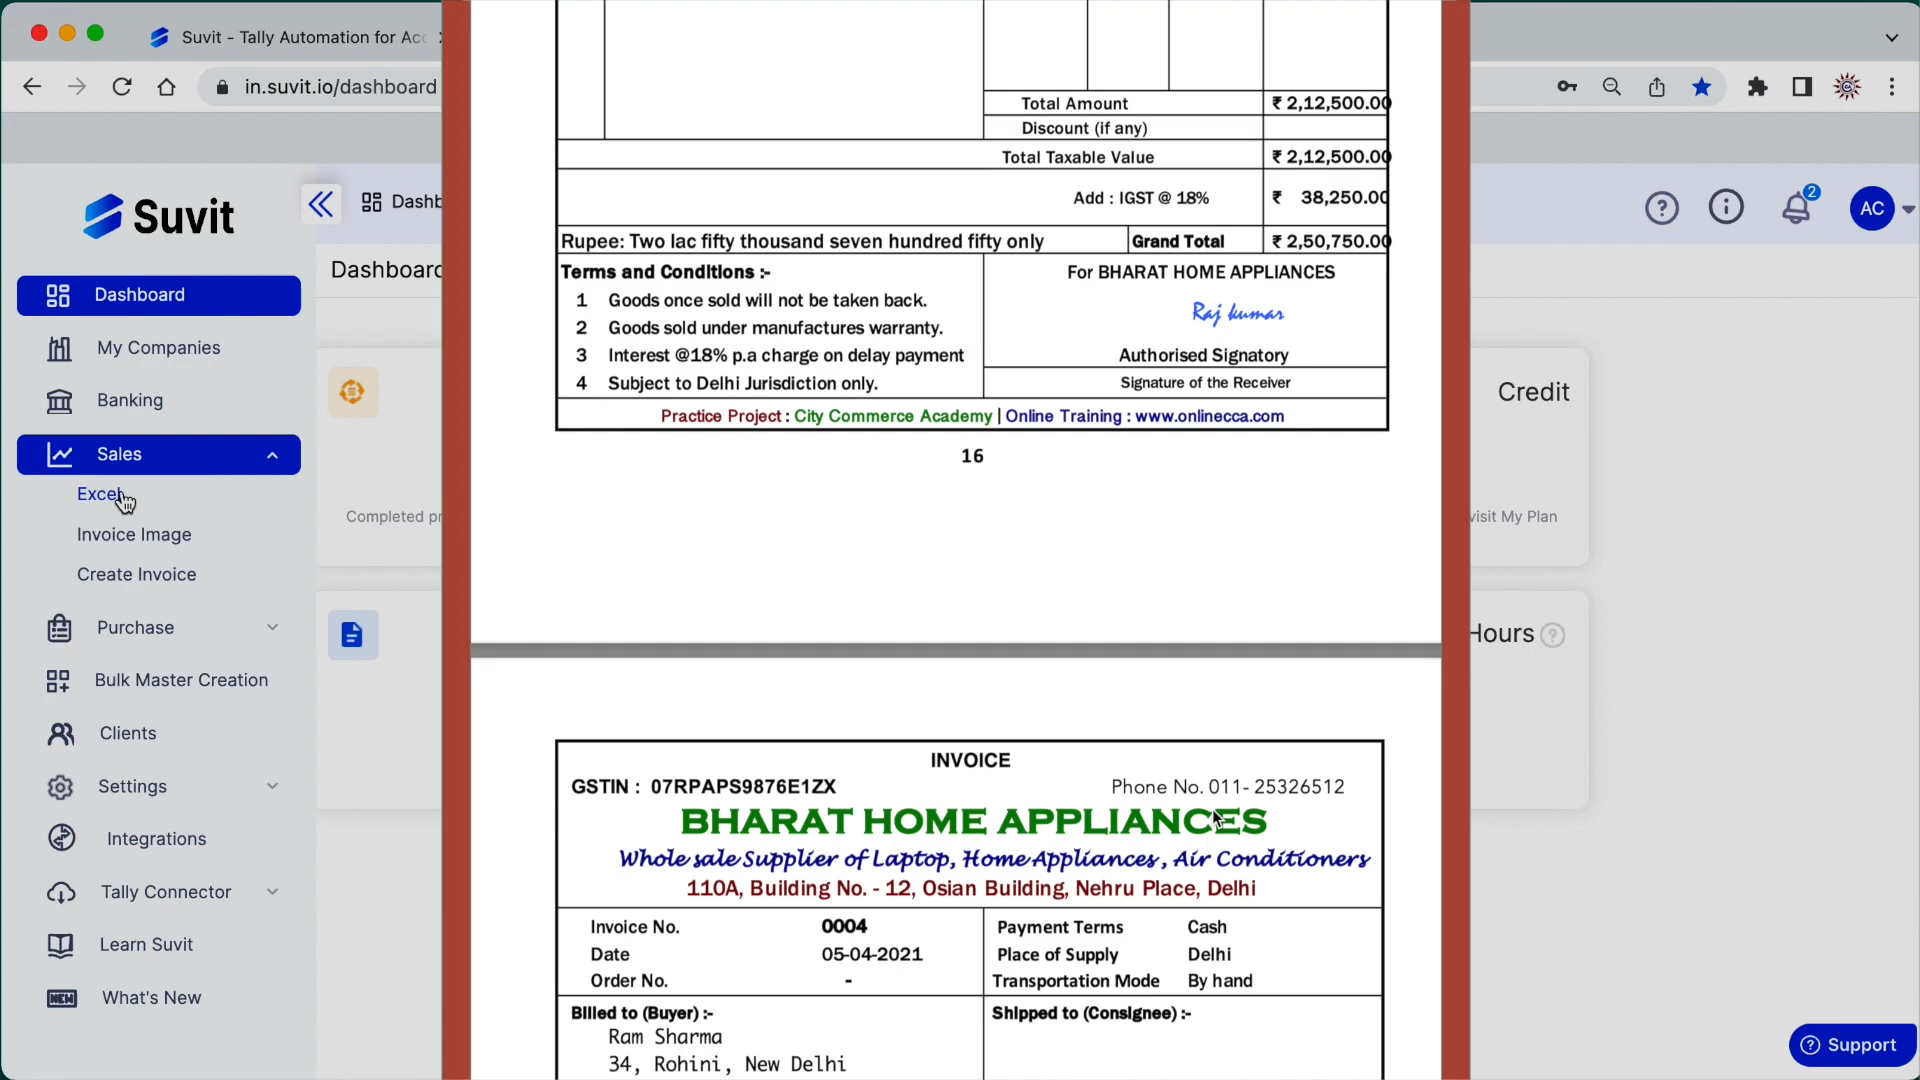 Suvit - Tally Automation for Acc
in.suvit.io/dashboard
Suvit
Dashb
2
AC
Dashboard
Dashboard
My Companies
Banking
Sales
Excel
Invoice Image
Create Invoice
Purchase
Bulk Master Creation
Clients
Settings
Integrations
Tally Connector
Learn Suvit
NEW What's New
Completed pr
Credit
visit My Plan
Hours
Support
Total Amount ₹ 2,12,500.00
Discount (if any)
Total Taxable Value ₹ 2,12,500.00
Add : IGST @ 18% ₹ 38,250.00
Rupee: Two lac fifty thousand seven hundred fifty only Grand Total ₹ 2,50,750.00
Terms and Conditions :-
1 Goods once sold will not be taken back.
2 Goods sold under manufactures warranty.
3 Interest @18% p.a charge on delay payment
4 Subject to Delhi Jurisdiction only.
For BHARAT HOME APPLIANCES
Raj kumar
Authorised Signatory
Signature of the Receiver
Practice Project : City Commerce Academy | Online Training : www.onlinecca.com
16
INVOICE
GSTIN : 07RPAPS9876E1ZX Phone No. 011- 25326512
BHARAT HOME APPLIANCES
Whole sale Supplier of Laptop, Home Appliances, Air Conditioners
110A, Building No. - 12, Osian Building, Nehru Place, Delhi
Invoice No. 0004 Payment Terms Cash
Date 05-04-2021 Place of Supply Delhi
Order No. - Transportation Mode By hand
Billed to (Buyer) :- Shipped to (Consignee) :-
Ram Sharma
34, Rohini, New Delhi